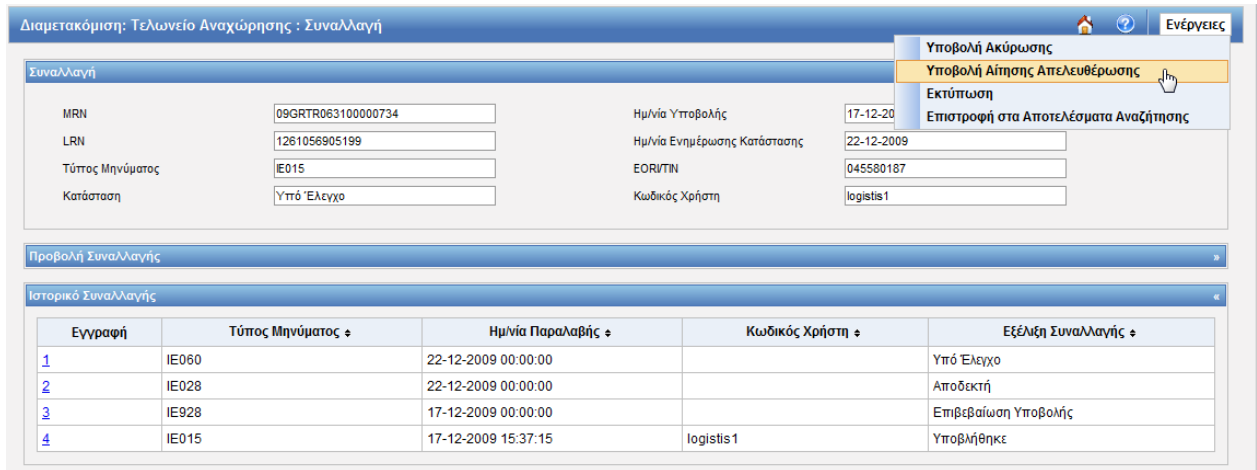 Διαμετακόμιση: Τελωνείο Αναχώρησης : Συναλλαγή
Ενέργειες
Υποβολή Ακύρωσης
Υποβολή Αίτησης Απελευθέρωσης
Εκτύπωση
Επιστροφή στα Αποτελέσματα Αναζήτησης
Συναλλαγή
MRN 09GRTR063100000734 Ημ/νία Υποβολής 17-12-20
LRN 1261056905199 Ημ/νία Ενημέρωσης Κατάστασης 22-12-2009
Τύπος Μηνύματος IE015 EORI/TIN 045580187
Κατάσταση Υπό Έλεγχο Κωδικός Χρήστη logistis1
Προβολή Συναλλαγής »
Ιστορικό Συναλλαγής «
Εγγραφή Τύπος Μηνύματος Ημ/νία Παραλαβής Κωδικός Χρήστη Εξέλιξη Συναλλαγής
1 IE060 22-12-2009 00:00:00 Υπό Έλεγχο
2 IE028 22-12-2009 00:00:00 Αποδεκτή
3 IE928 17-12-2009 00:00:00 Επιβεβαίωση Υποβολής
4 IE015 17-12-2009 15:37:15 logistis1 Υποβλήθηκε